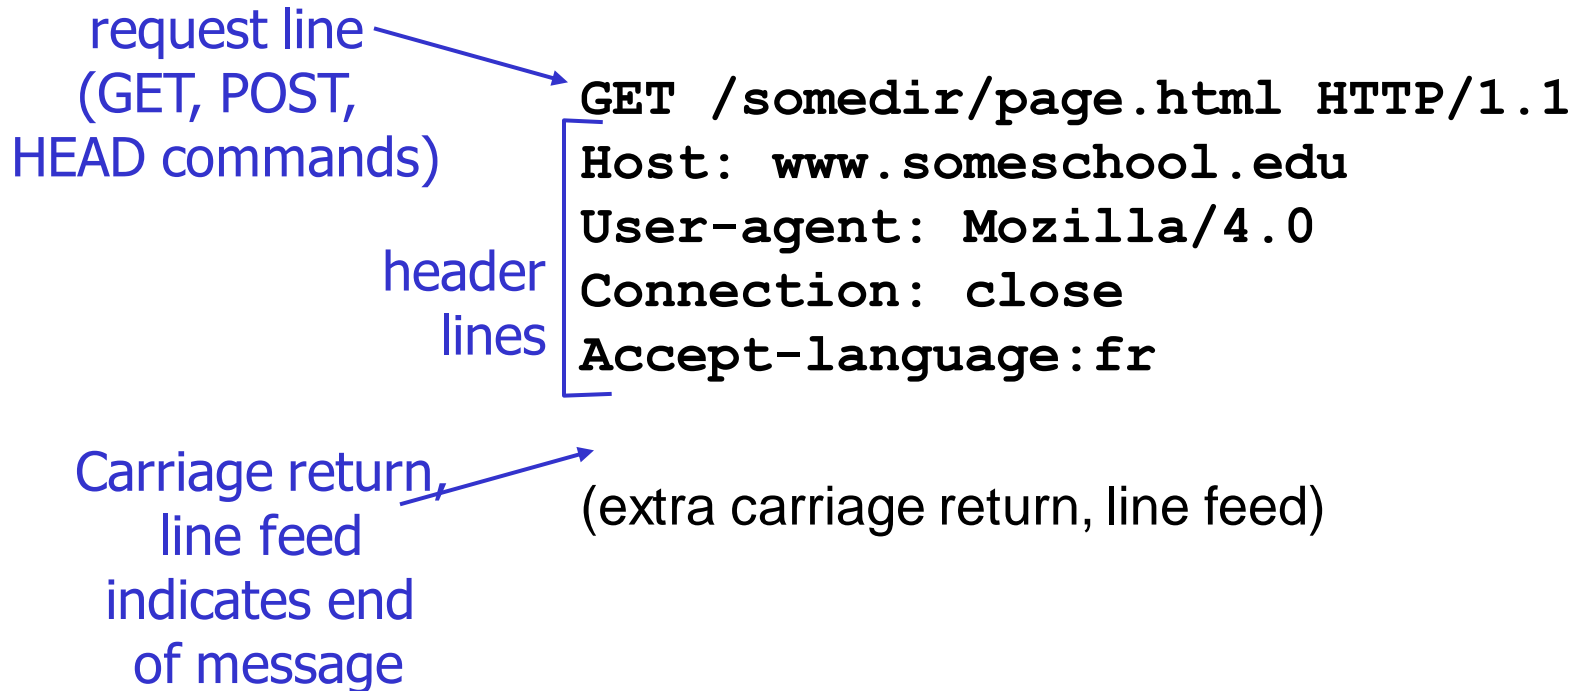 request line
(GET, POST,
HEAD commands)
GET /somedir/page.html HTTP/1.1
Host: www.someschool.edu
User-agent: Mozilla/4.0
Connection: close
Accept-language:fr
header
lines
Carriage return,
line feed
indicates end
of message
(extra carriage return, line feed)